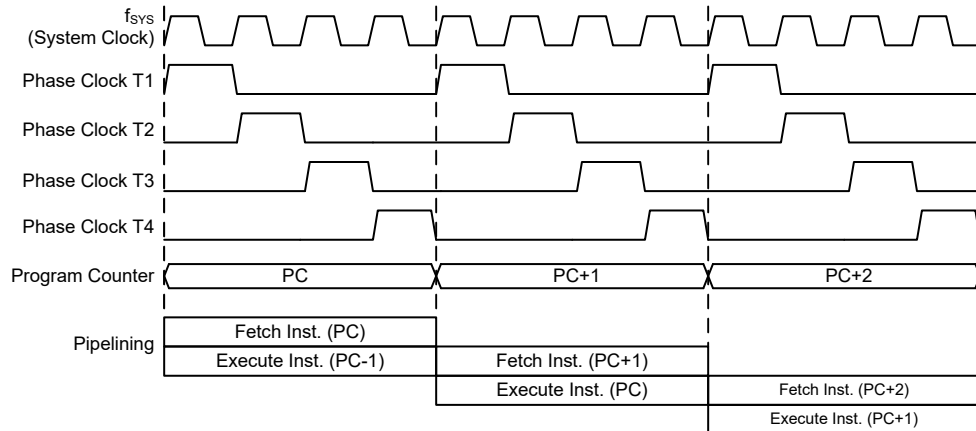 fSYS
(System Clock)
Phase Clock T1
Phase Clock T2
Phase Clock T3
Phase Clock T4
Program Counter PC PC+1 PC+2
Pipelining
Fetch Inst. (PC)
Execute Inst. (PC-1) Fetch Inst. (PC+1)
Execute Inst. (PC) Fetch Inst. (PC+2)
Execute Inst. (PC+1)